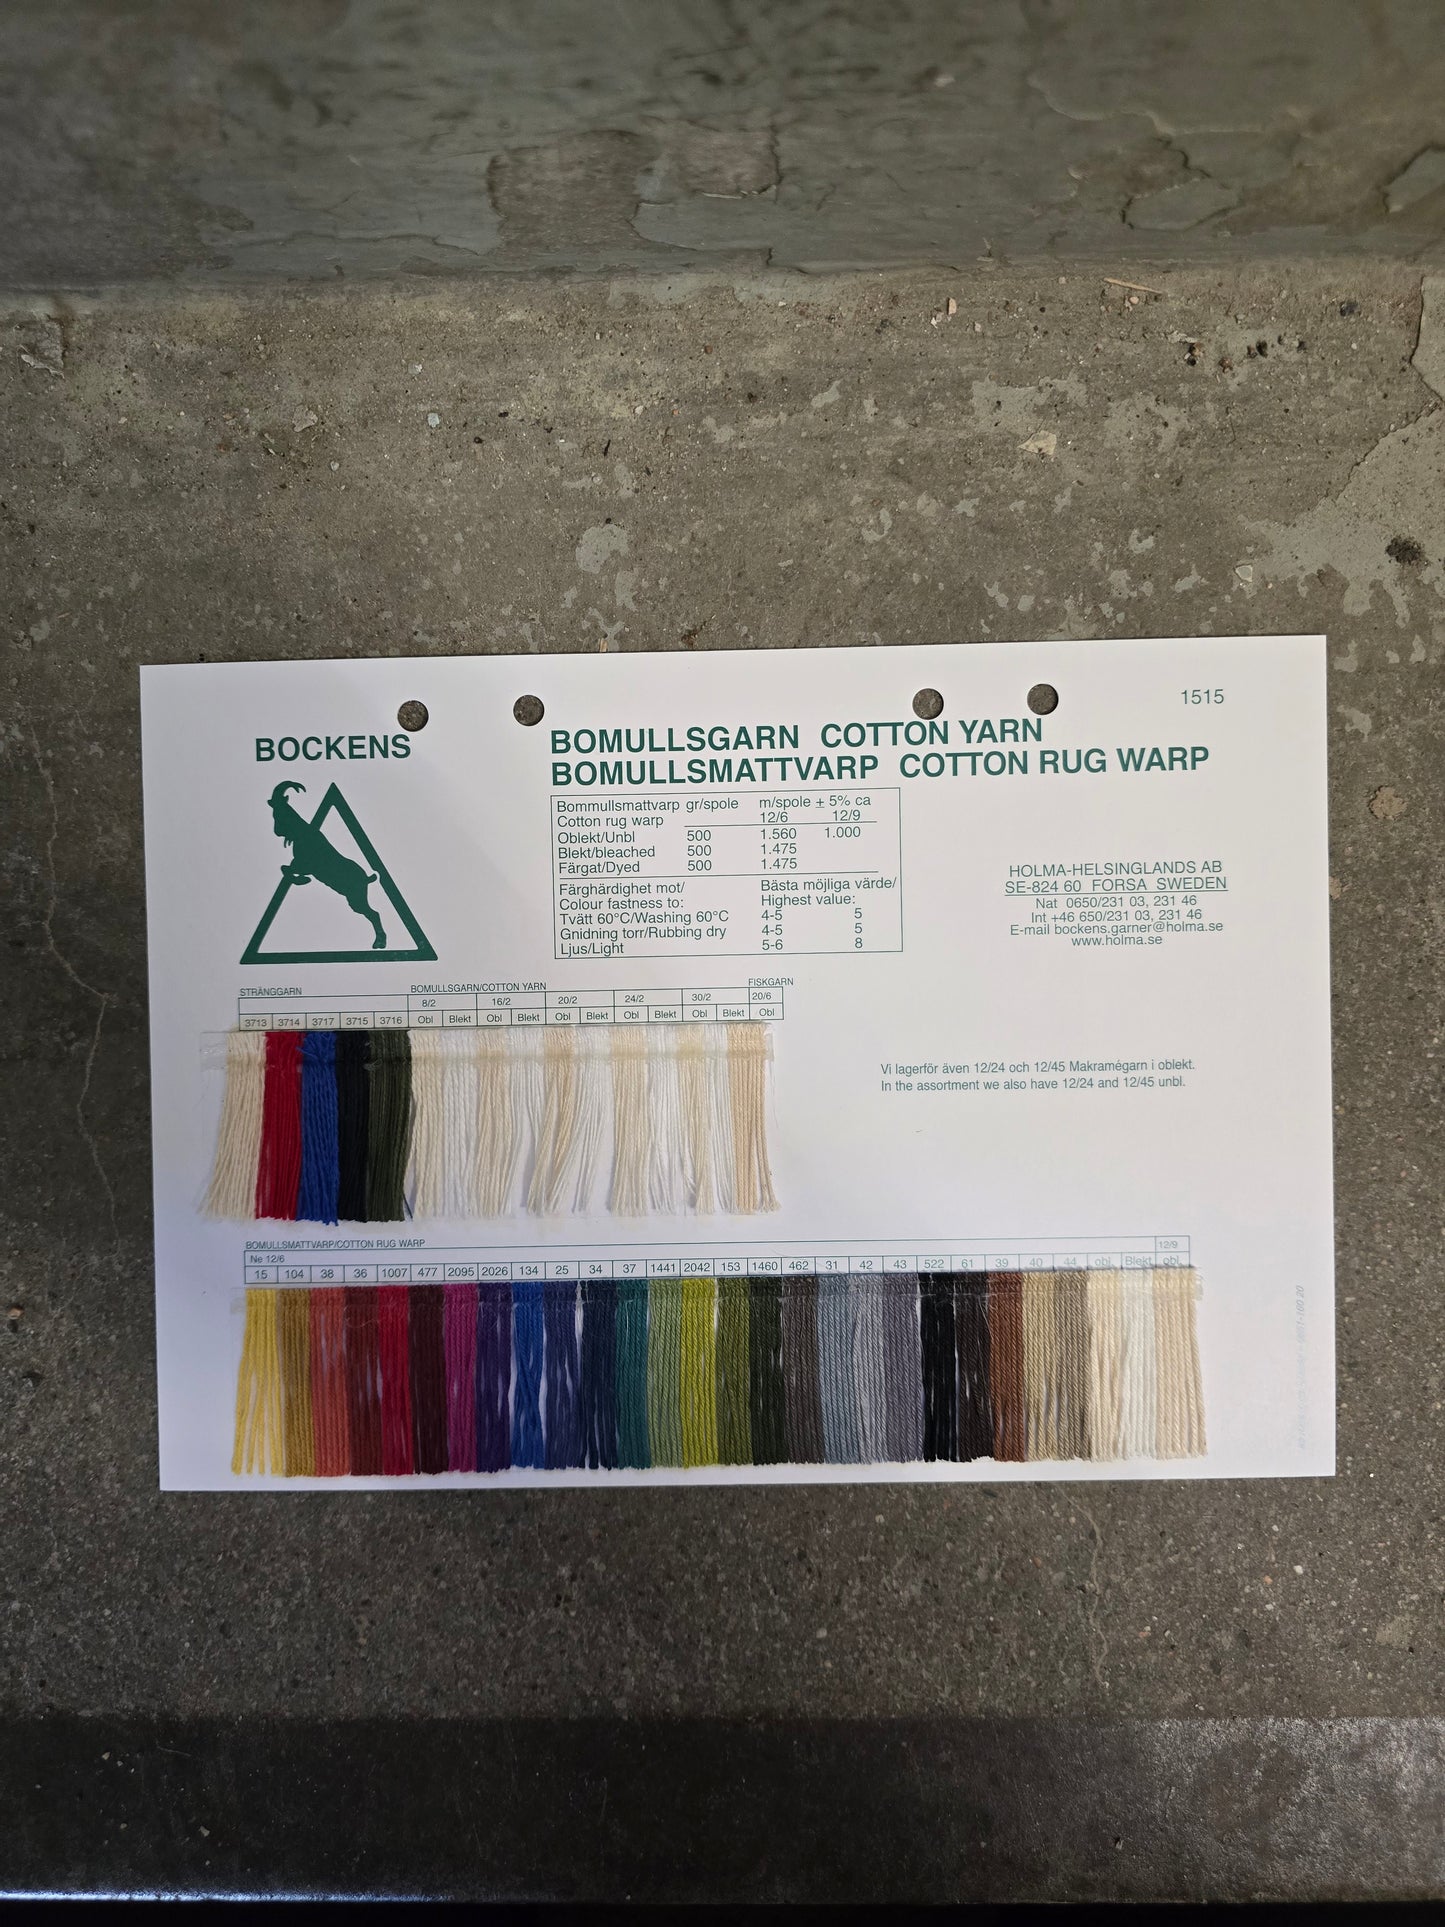 1515
BOCKENS
BOMULLSGARN COTTON YARN
BOMULLSMATTVARP COTTON RUG WARP
Bommullsmattvarp gr/spole m/spole ± 5% ca
Cotton rug warp 12/6 12/9
Oblekt/Unbl 500 1.560 1.000
Blekt/bleached 500 1.475
Färgat/Dyed 500 1.475
Färghärdighet mot/ Bästa möjliga värde/
Colour fastness to: Highest value:
Tvätt 60°C/Washing 60°C 4-5 5
Gnidning torr/Rubbing dry 4-5 5
Ljus/Light 5-6 8
HOLMA-HELSINGLANDS AB
SE-824 60 FORSA SWEDEN
Nat 0650/231 03, 231 46
Int +46 650/231 03, 231 46
E-mail bockens.garner@holma.se
www.holma.se
STRÄNGGARN BOMULLSGARN/COTTON YARN FISKGARN
8/2 16/2 20/2 24/2 30/2 20/6
3713 3714 3717 3715 3716 Obl Blekt Obl Blekt Obl Blekt Obl Blekt Obl Blekt Obl
Vi lagerför även 12/24 och 12/45 Makramégarn i oblekt.
In the assortment we also have 12/24 and 12/45 unbl.
BOMULLSMATTVARP/COTTON RUG WARP
Ne 12/6 12/9
15 104 38 36 1007 477 2095 2026 134 25 34 37 1441 2042 153 1460 462 31 42 43 522 61 39 40 44 obl Blekt obl